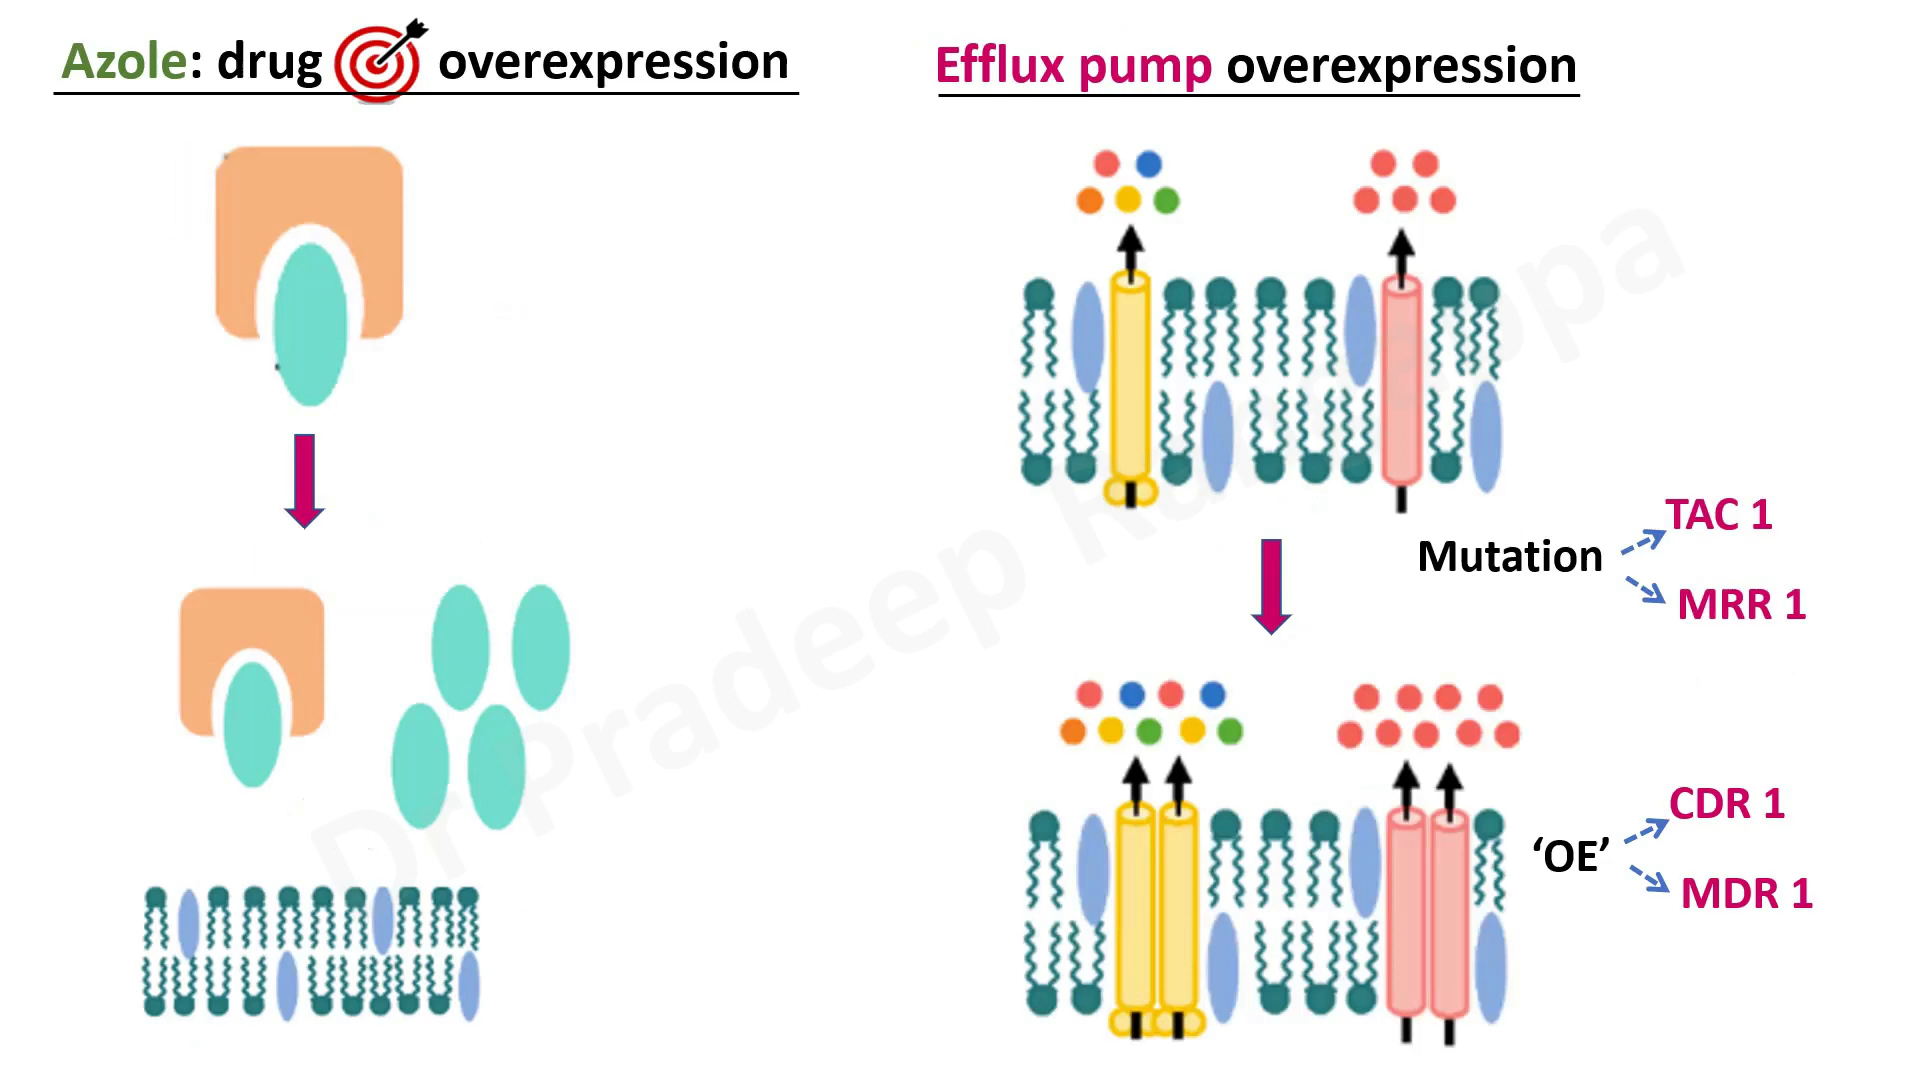 Azole: drug overexpression
Efflux pump overexpression
Mutation
TAC 1
MRR 1
‘OE’
CDR 1
MDR 1